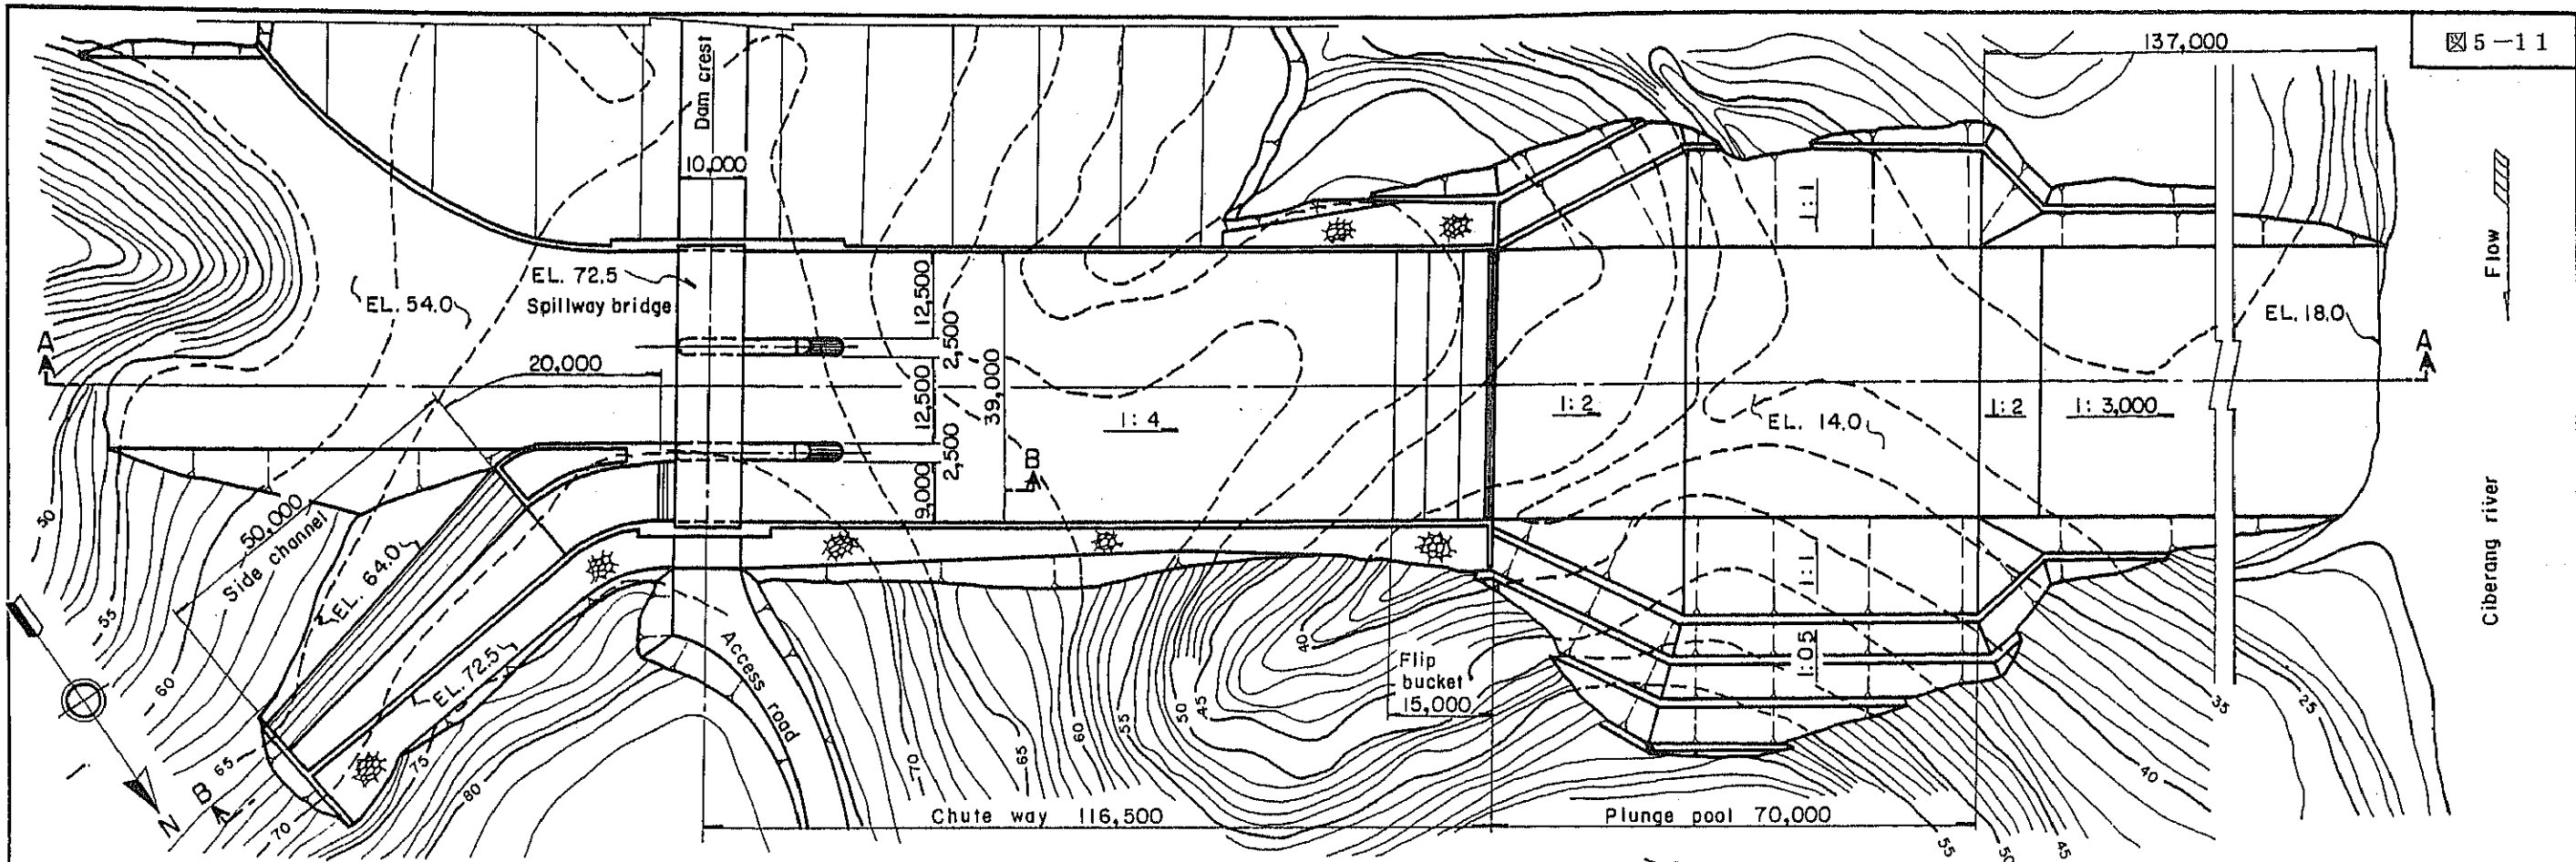 図5-11
137,000
Dam crest
10,000
1:1
Flow
EL. 72.5
Spillway bridge
EL. 54.0
12,500
2,500
EL. 18.0
A
A
20,000
12,500
39,000
1:4
1:2
EL. 14.0
1:2
1:3,000
2,500
B
9,000
50
50,000
Side channel
EL. 64.0
Ciberang river
55
1:1
Access road
40
Flip
bucket
15,000
1:0.5
60
EL. 72.5
65
75
B
80
70
N
70
65
60
55
50
45
35
25
40
Chute way 116,500
Plunge pool 70,000
55
50
45